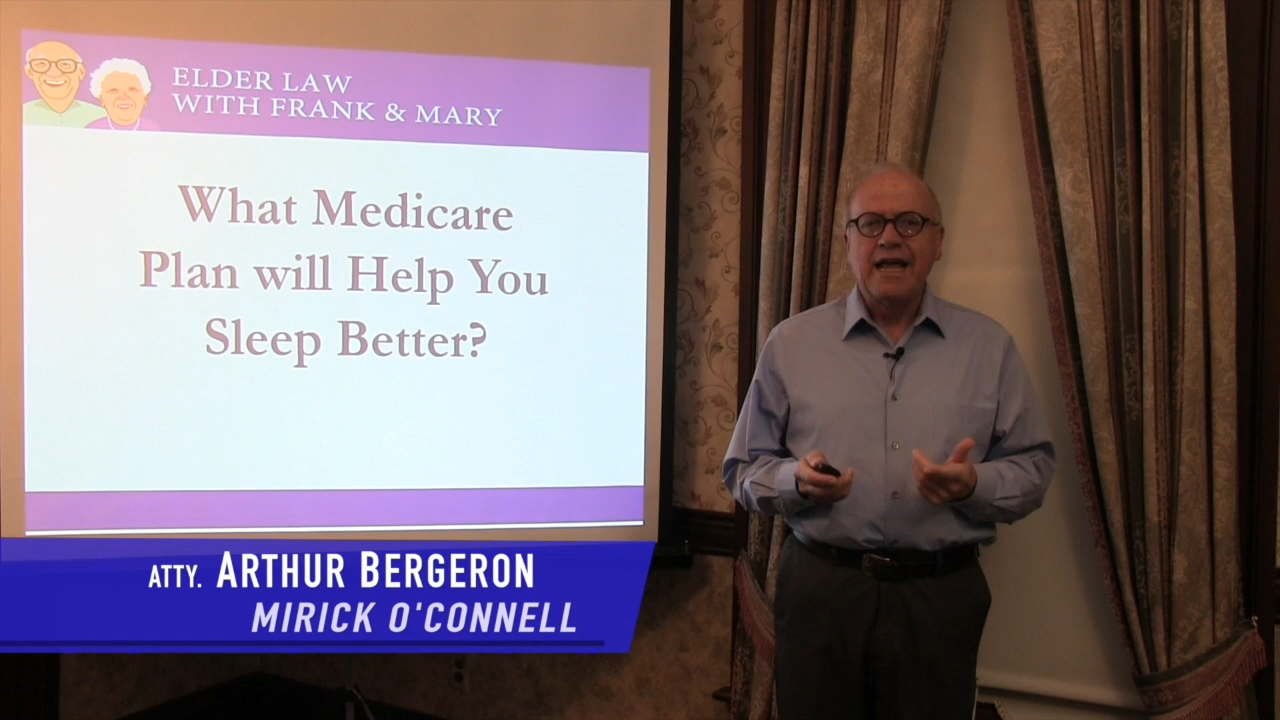 ELDER LAW
WITH FRANK & MARY
What Medicare
Plan will Help You
Sleep Better?
ATTY. ARTHUR BERGERON
MIRICK O'CONNELL